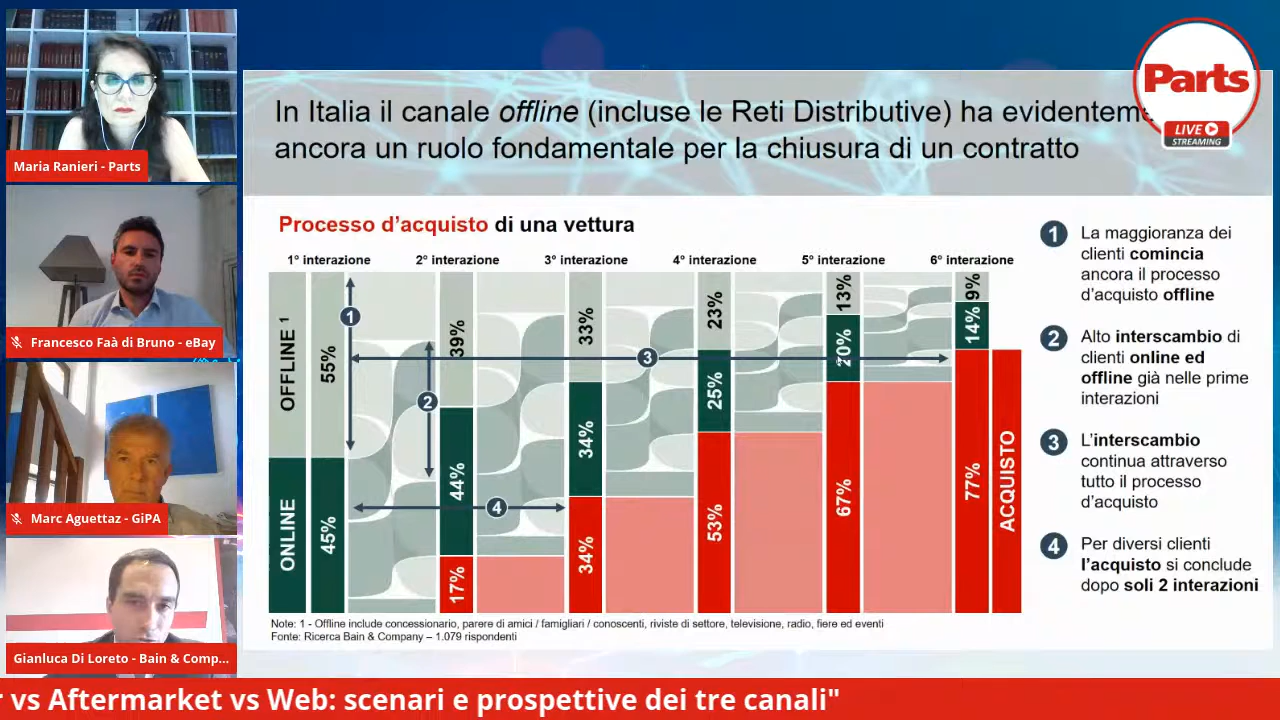 Maria Ranieri - Parts
Francesco Faà di Bruno - eBay
Marc Aguettaz - GiPA
Gianluca Di Loreto - Bain & Comp...
Parts
LIVE
STREAMING
In Italia il canale offline (incluse le Reti Distributive) ha evidenteme
ancora un ruolo fondamentale per la chiusura di un contratto
Processo d'acquisto di una vettura
1° interazione 2° interazione 3° interazione 4° interazione 5° interazione 6° interazione
OFFLINE 1
ONLINE
55%
45%
39%
44%
17%
33%
34%
34%
23%
25%
53%
13%
20%
67%
9%
14%
77%
ACQUISTO
1
2
3
4
1 La maggioranza dei
clienti comincia
ancora il processo
d'acquisto offline
2 Alto interscambio di
clienti online ed
offline già nelle prime
interazioni
3 L'interscambio
continua attraverso
tutto il processo
d'acquisto
4 Per diversi clienti
l'acquisto si conclude
dopo soli 2 interazioni
Note: 1 - Offline include concessionario, parere di amici / famigliari / conoscenti, riviste di settore, televisione, radio, fiere ed eventi
Fonte: Ricerca Bain & Company – 1.079 rispondenti
vs Aftermarket vs Web: scenari e prospettive dei tre canali"